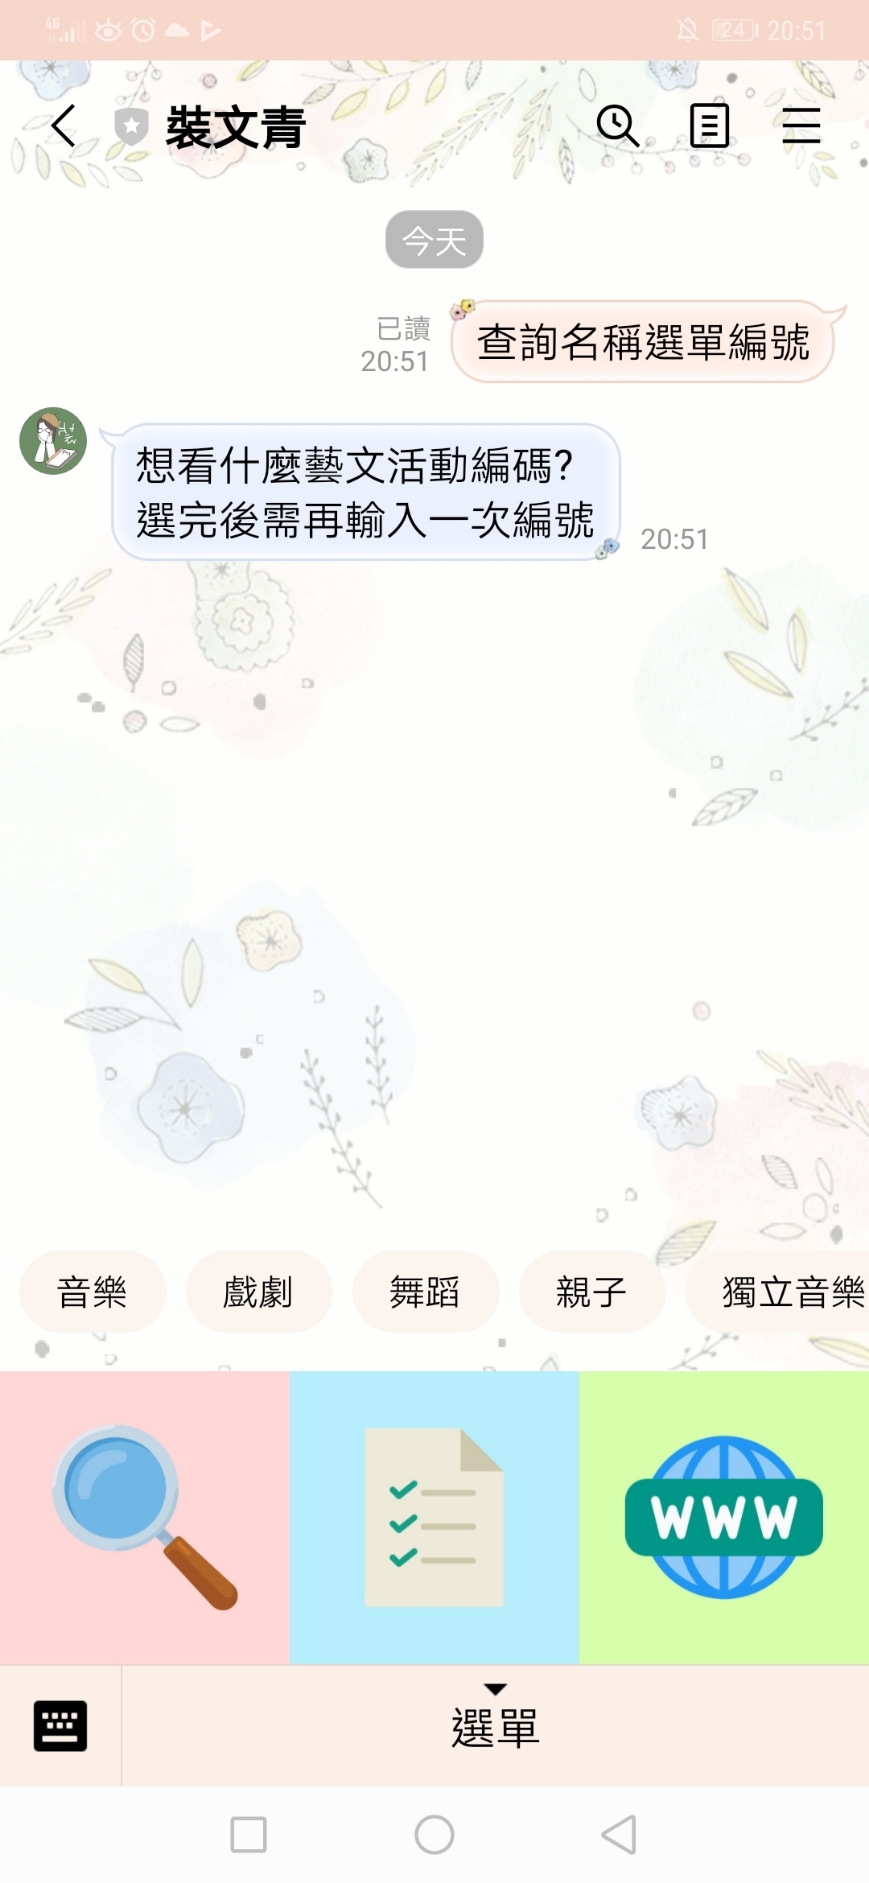 4G
24
20:51
裝文青
今天
已讀
20:51
查詢名稱選單編號
想看什麼藝文活動編碼?
選完後需再輸入一次編號
20:51
音樂
戲劇
舞蹈
親子
獨立音樂
WWW
選單